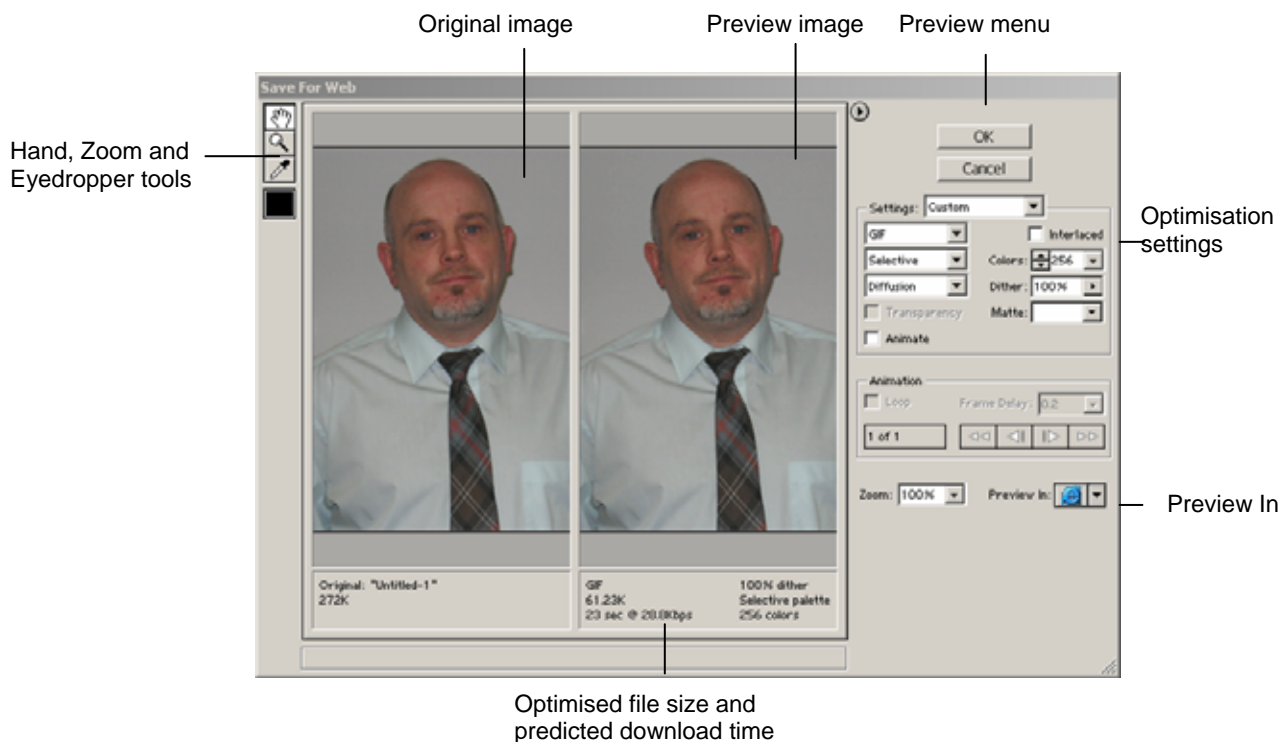 Original image
Preview image
Preview menu
Save For Web
Hand, Zoom and
Eyedropper tools
OK
Cancel
Settings: Custom
GIF
Interlaced
Selective
Colors: 256
Diffusion
Dither: 100%
Transparency
Matte:
Animate
Optimisation
settings
Animation
Loop
Frame Delay: 0.2
1 of 1
Zoom: 100%
Preview In:
Preview In
Original: "Untitled-1"
272K
GIF
61.23K
23 sec @ 28.8Kbps
100% dither
Selective palette
256 colors
Optimised file size and
predicted download time